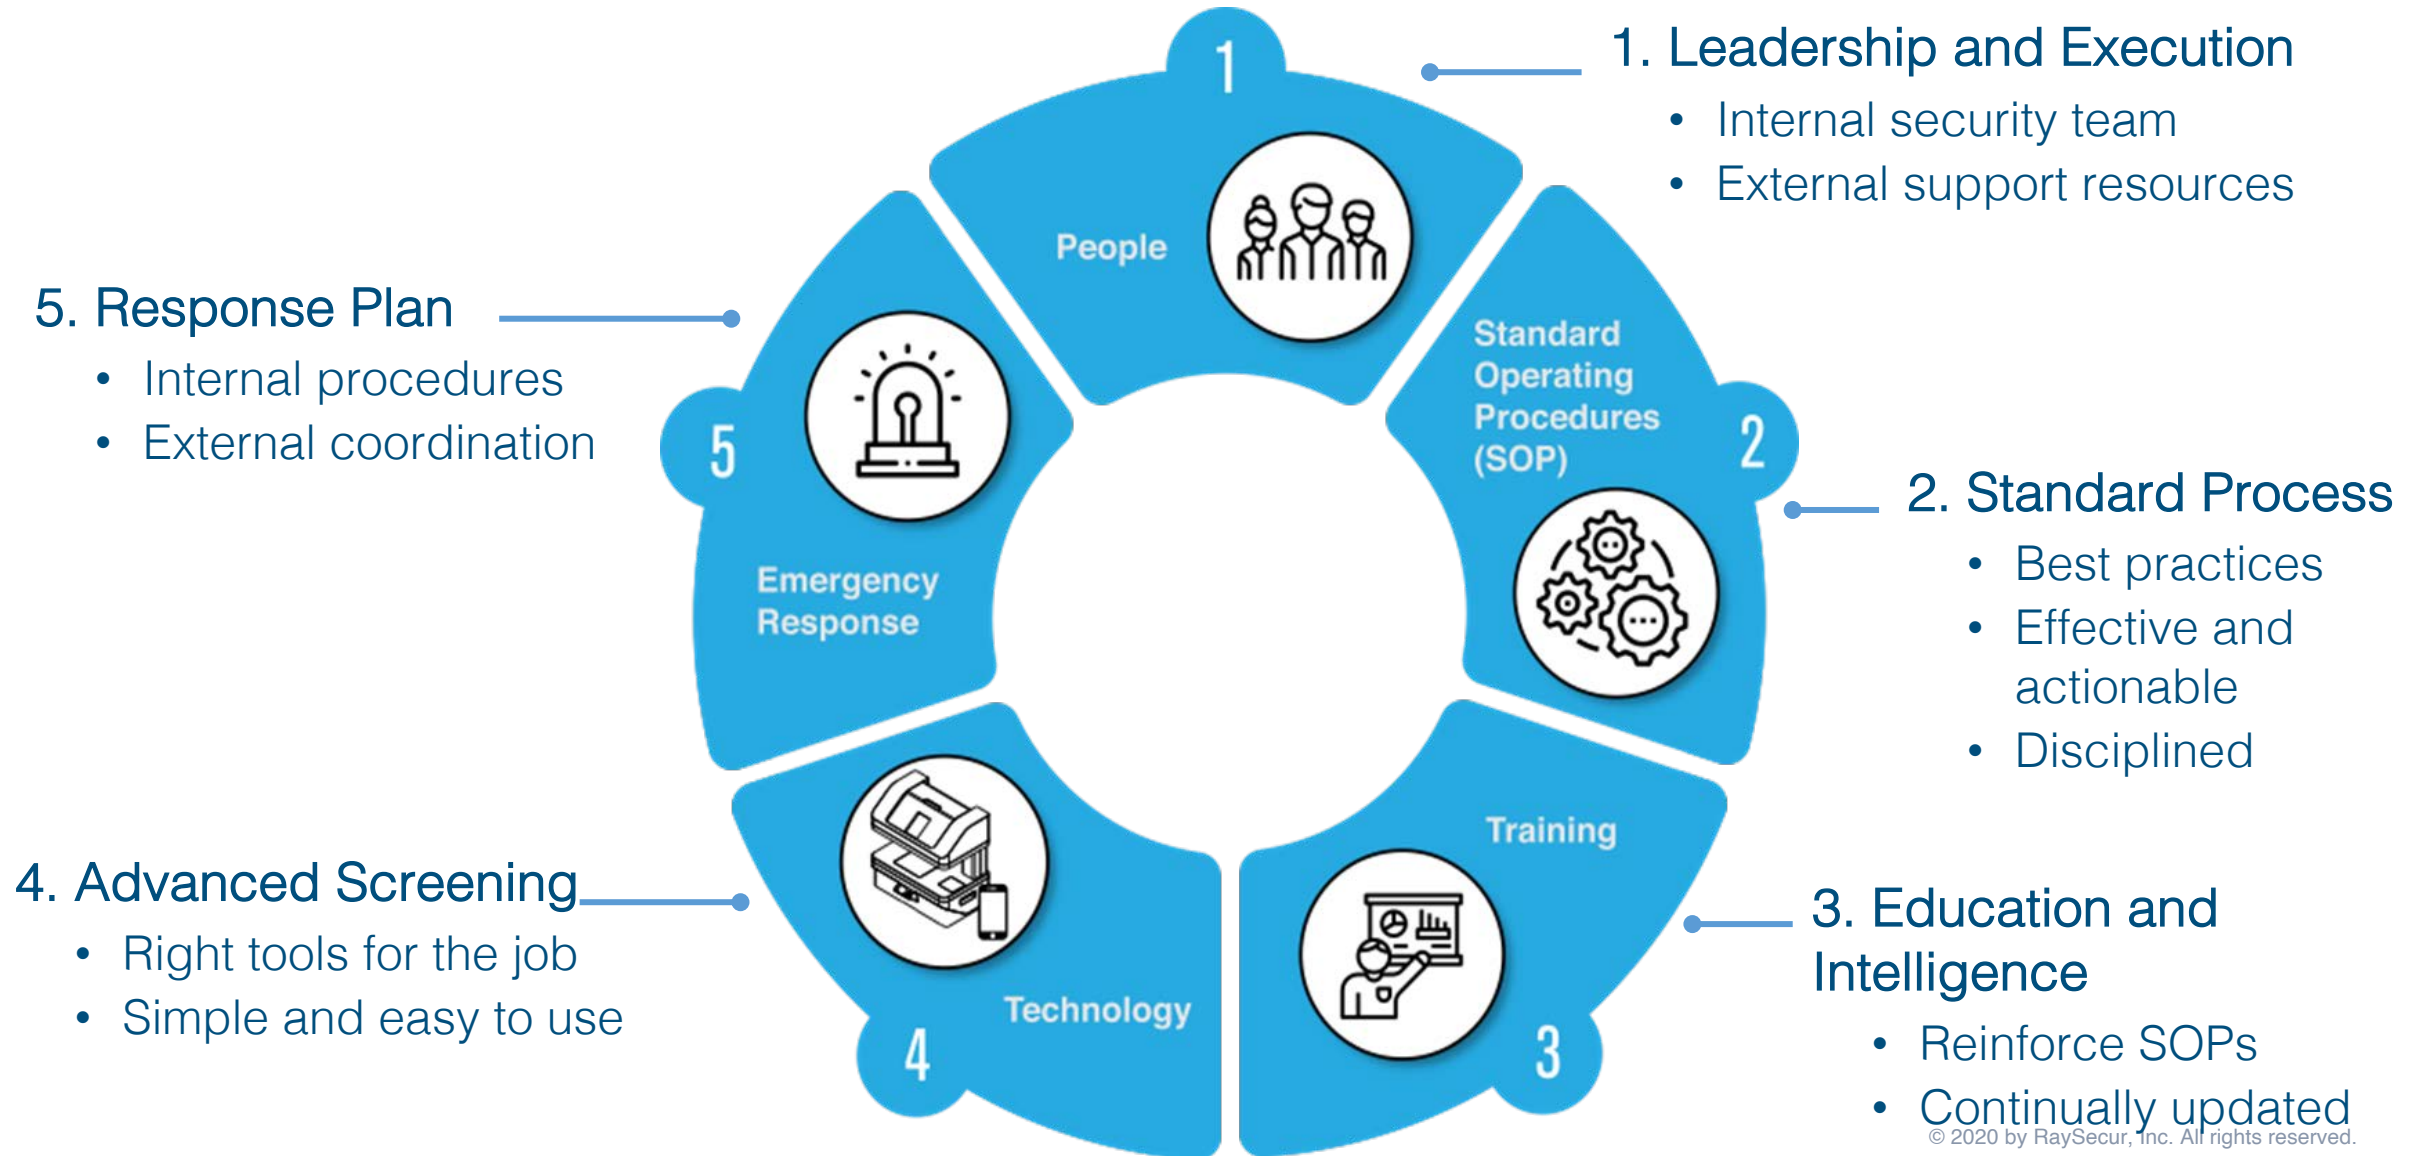 1
People
1. Leadership and Execution
• Internal security team
• External support resources
Standard
Operating
Procedures
(SOP)
2
2. Standard Process
• Best practices
• Effective and
actionable
• Disciplined
Training
3
3. Education and
Intelligence
• Reinforce SOPs
• Continually updated
Technology
4
4. Advanced Screening
• Right tools for the job
• Simple and easy to use
5
Emergency
Response
5. Response Plan
• Internal procedures
• External coordination
© 2020 by RaySecur, Inc. All rights reserved.